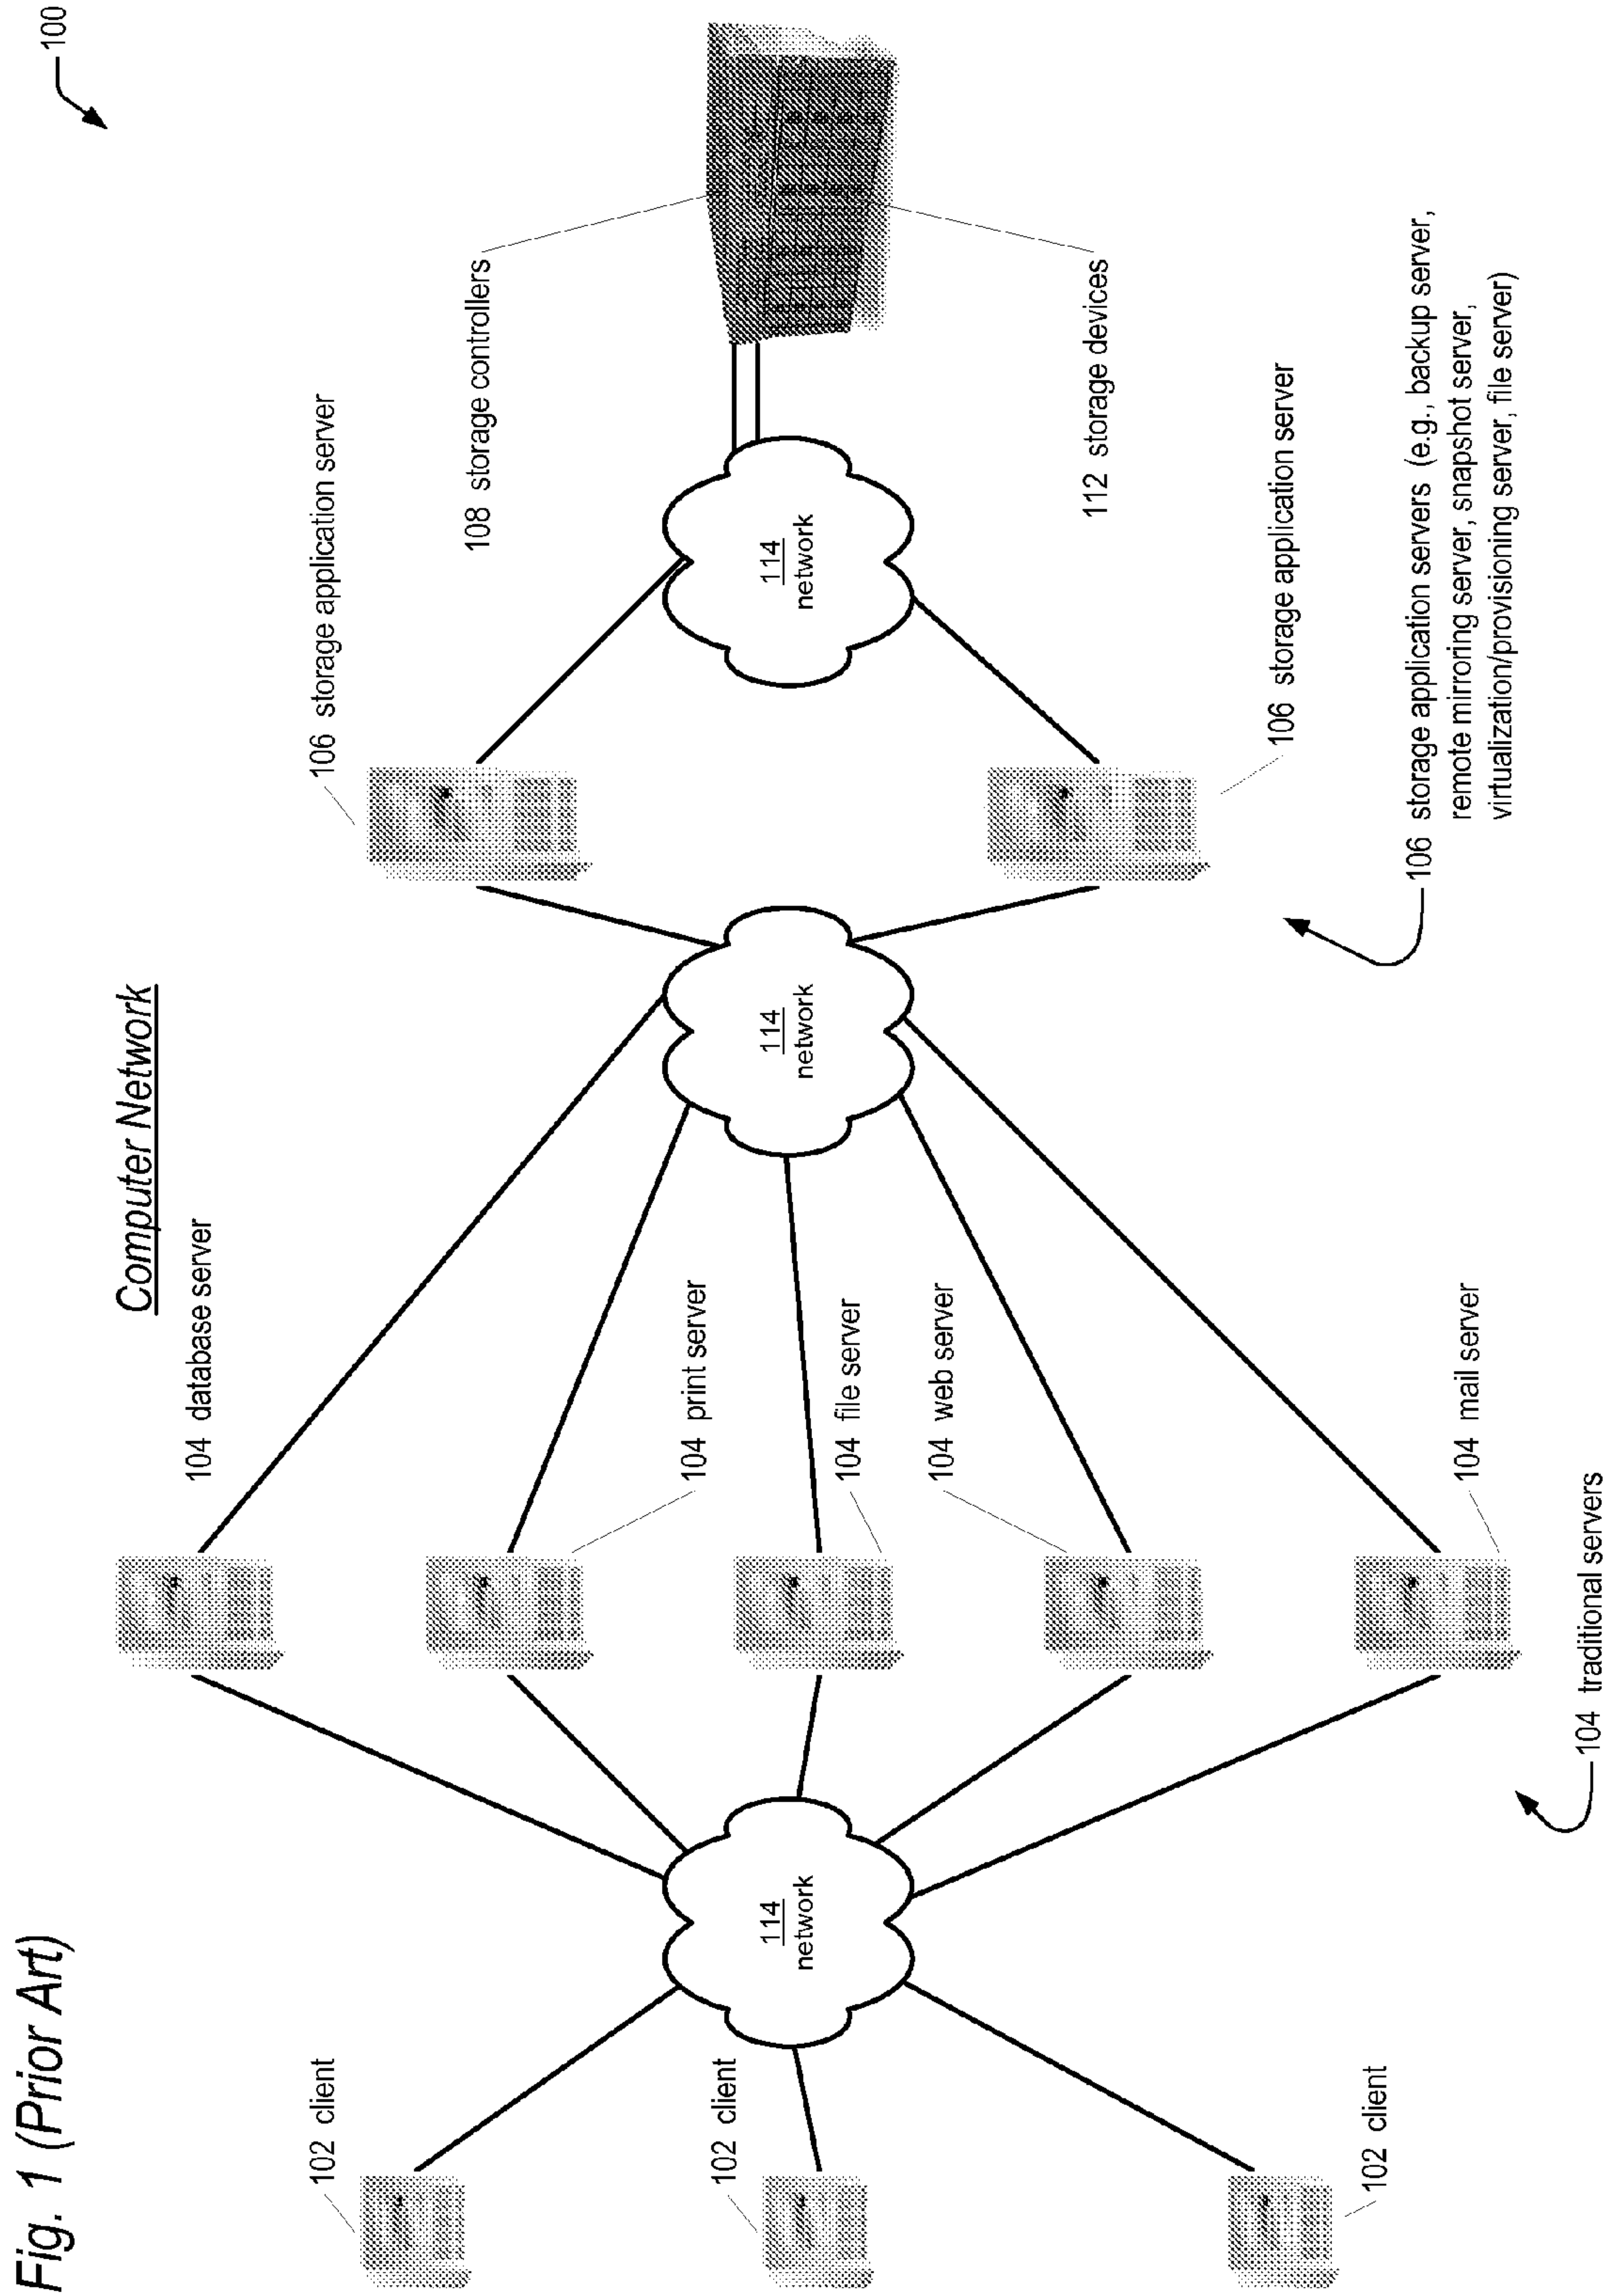 Fig. 1 (Prior Art)
Computer Network
100
102 client
102 client
102 client
114
network
104 database server
104 print server
104 file server
104 web server
104 mail server
104 traditional servers
114
network
106 storage application server
106 storage application server
106 storage application servers (e.g., backup server,
remote mirroring server, snapshot server,
virtualization/provisioning server, file server)
114
network
108 storage controllers
112 storage devices